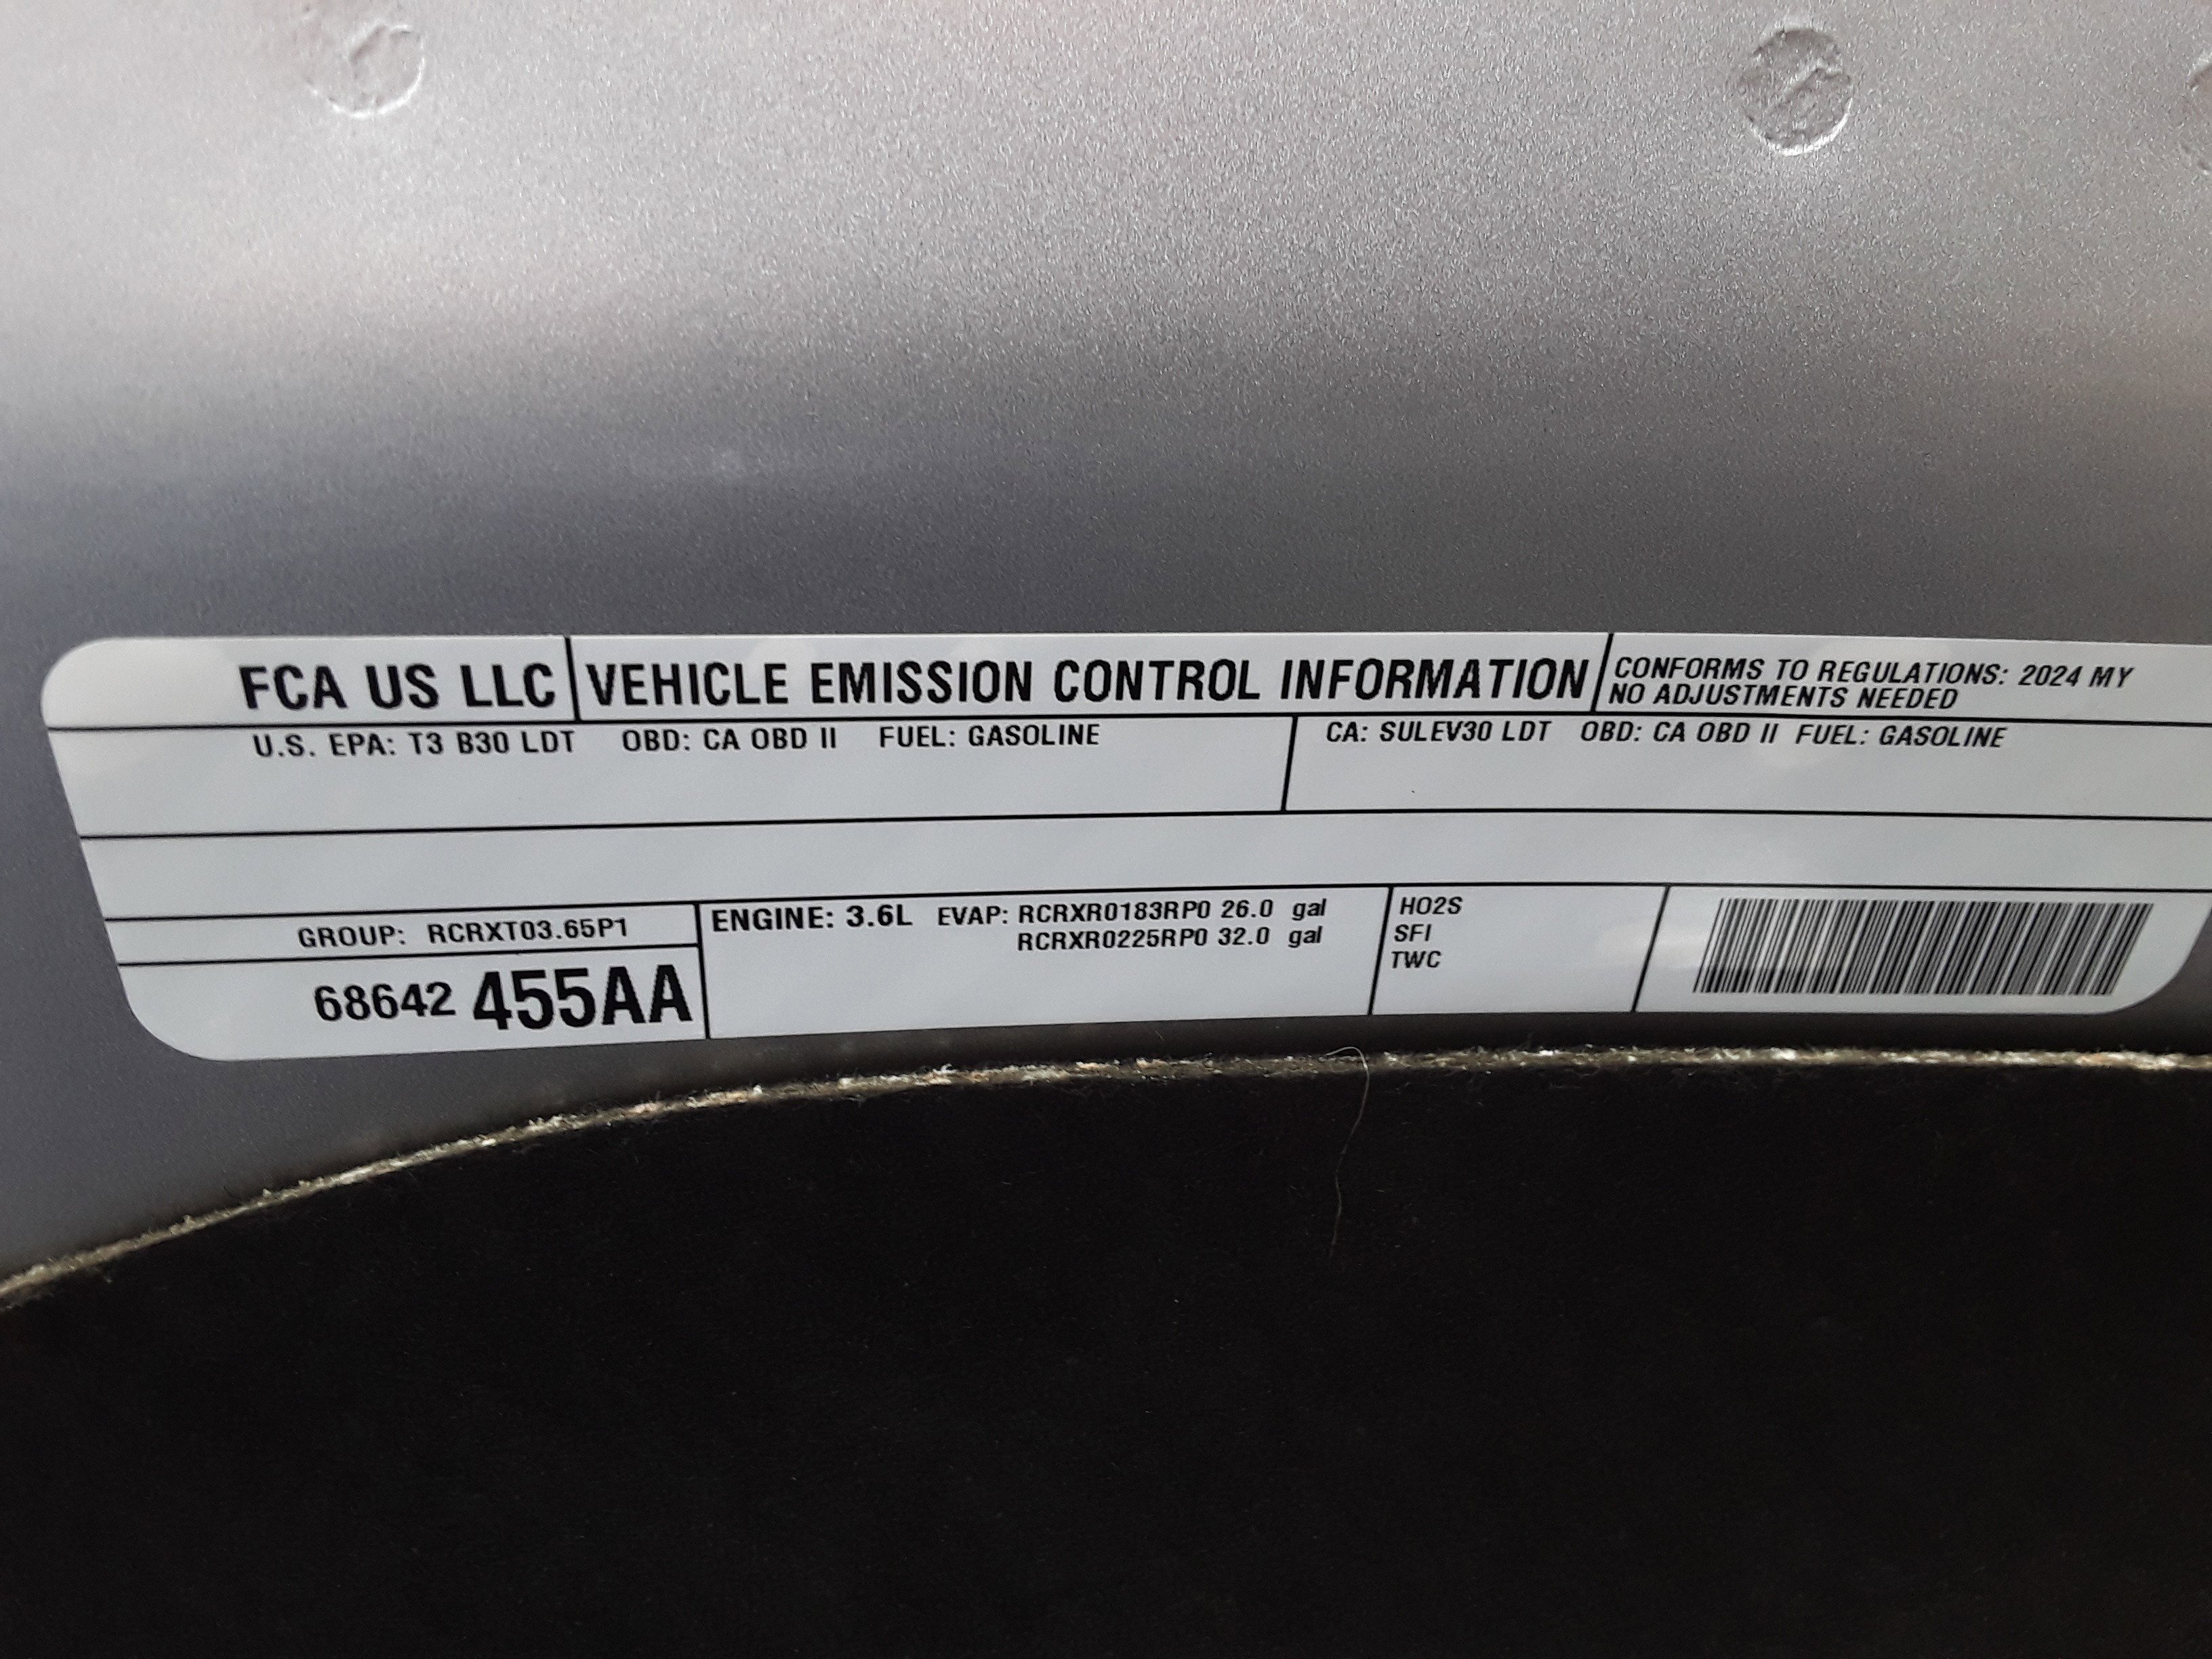 FCA US LLC VEHICLE EMISSION CONTROL INFORMATION
CONFORMS TO REGULATIONS: 2024 MY
NO ADJUSTMENTS NEEDED
U.S. EPA: T3 B30 LDT OBD: CA OBD II FUEL: GASOLINE
CA: SULEV30 LDT OBD: CA OBD II FUEL: GASOLINE
GROUP: RCRXT03.65P1
68642 455AA
ENGINE: 3.6L EVAP: RCRXR0183RP0 26.0 gal
RCRXR0225RP0 32.0 gal
HO2S
SFI
TWC